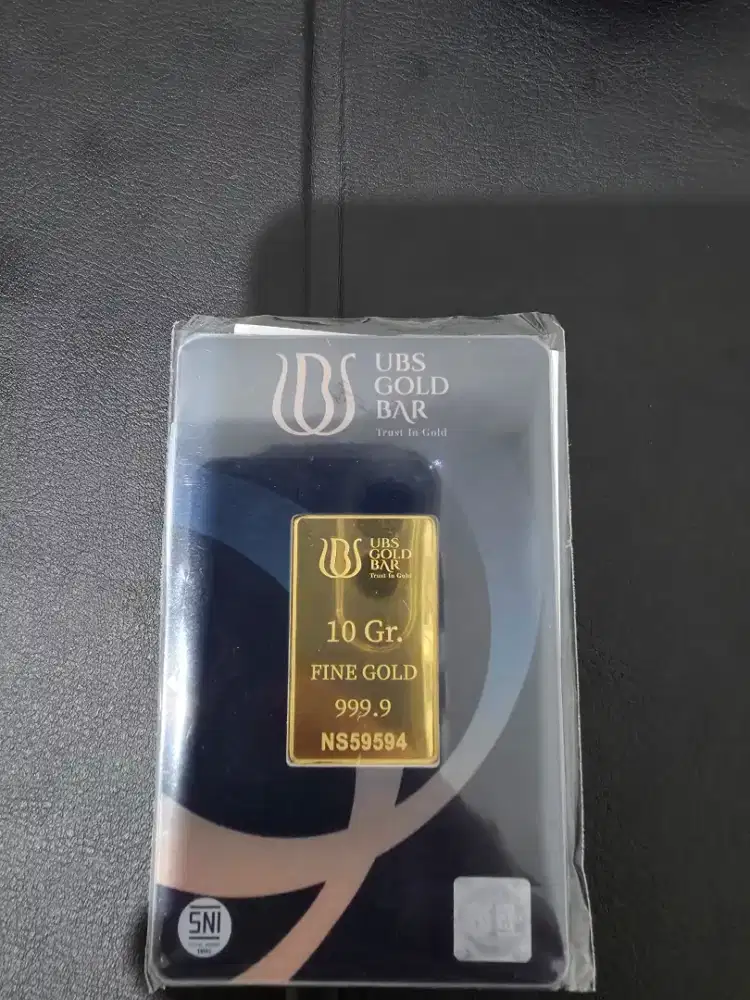 UBS
GOLD
BAR
Trust In Gold
UBS
GOLD
BAR
Trust In Gold
10 Gr.
FINE GOLD
999.9
NS59594
SNI